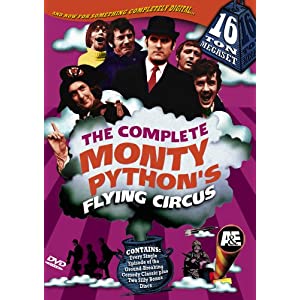 AND NOW FOR SOMETHING COMPLETELY DIGITAL...
16
TON
MEGASET
THE COMPLETE
MONTY
PYTHON'S
FLYING CIRCUS
CONTAINS:
Every Single
Episode of the
Ground-Breaking
Comedy Classic plus
Two Silly Bonus
Discs
DVD
A&E